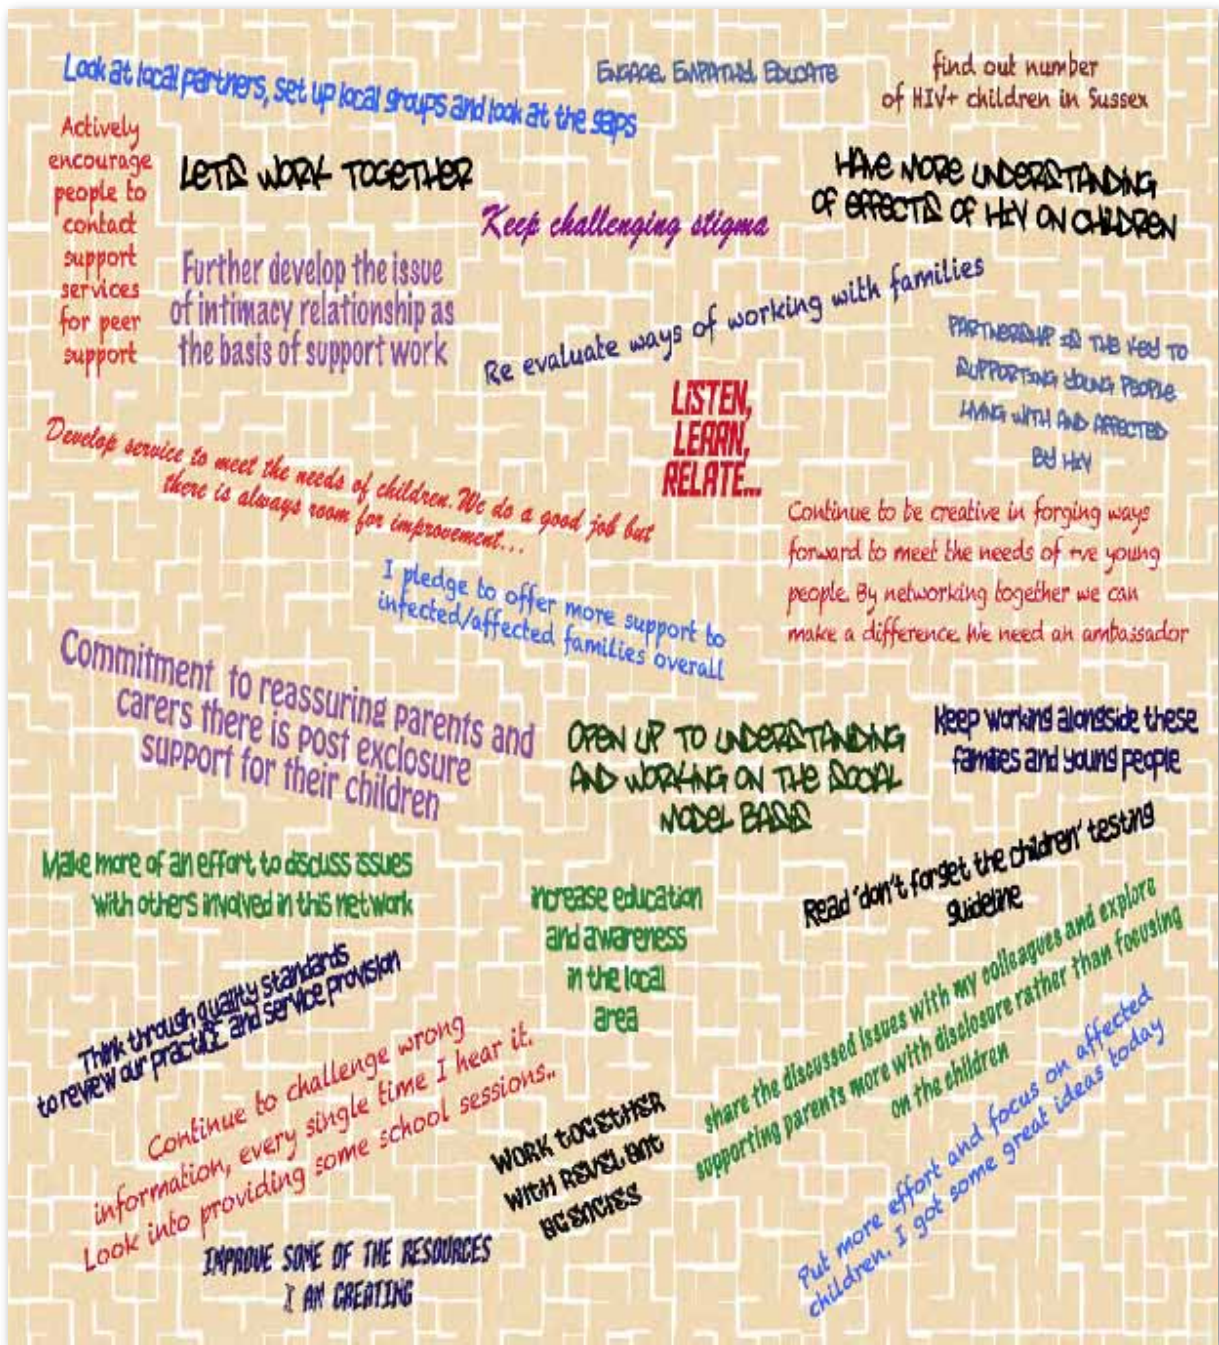 Look at local partners, set up local groups and look at the gaps
ENGAGE, EMPATHY, EDUCATE
find out number
of HIV+ children in Sussex
Actively
encourage
people to
contact
support
services
for peer
support
LETS WORK TOGETHER
HAVE MORE UNDERSTANDING
OF EFFECTS OF HIV ON CHILDREN
Keep challenging stigma
Further develop the issue
of intimacy relationship as
the basis of support work
Re evaluate ways of working with families
PARTNERSHIP IS THE KEY TO
SUPPORTING YOUNG PEOPLE
LIVING WITH AND AFFECTED
BY HIV
LISTEN,
LEARN,
RELATE...
Develop service to meet the needs of children. We do a good job but
there is always room for improvement...
Continue to be creative in forging ways
forward to meet the needs of +ve young
people. By networking together we can
make a difference. We need an ambassador
I pledge to offer more support to
infected/affected families overall
Commitment to reassuring parents and
carers there is post exclosure
support for their children
OPEN UP TO UNDERSTANDING
AND WORKING ON THE SOCIAL
MODEL BASIS
Keep working alongside these
families and young people
Make more of an effort to discuss issues
with others involved in this network
increase education
and awareness
in the local
area
Read 'don't forget the children' testing
guideline
Think through quality standards
to review our practice and service provision
share the discussed issues with my colleagues and explore
supporting parents more with disclosure rather than focusing
on the children
Continue to challenge wrong
information, every single time I hear it.
Look into providing some school sessions..
WORK TOGETHER
WITH REVELANT
AGENCIES
Put more effort and focus on affected
children. I got some great ideas today
IMPROVE SOME OF THE RESOURCES
I AM CREATING